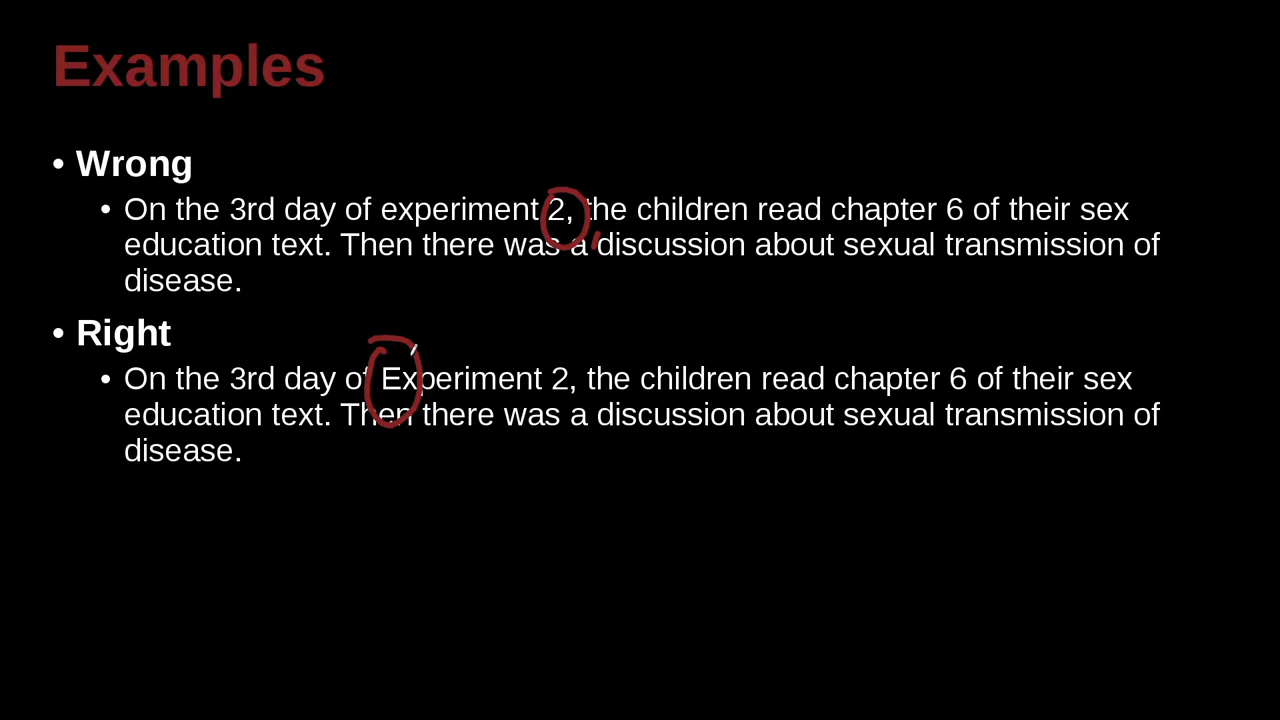 Examples
• Wrong
• On the 3rd day of experiment 2, the children read chapter 6 of their sex
education text. Then there was a discussion about sexual transmission of
disease.
• Right
• On the 3rd day of Experiment 2, the children read chapter 6 of their sex
education text. Then there was a discussion about sexual transmission of
disease.